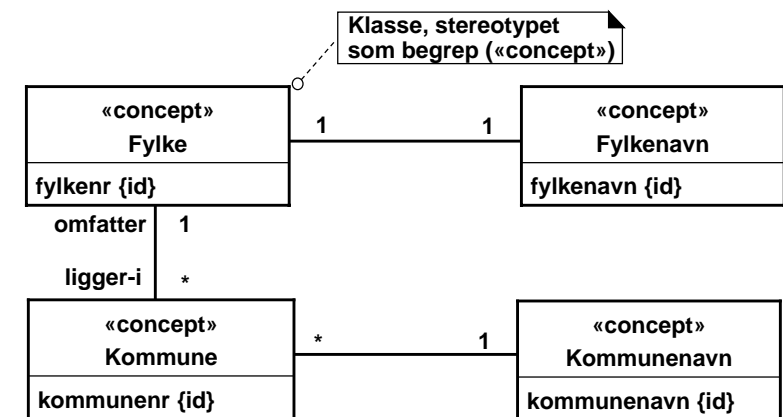 Klasse, stereotypet
som begrep («concept»)
«concept»
Fylke
fylkenr {id}
1
1
«concept»
Fylkenavn
fylkenavn {id}
omfatter 1
ligger-i *
«concept»
Kommune
kommunenr {id}
*
1
«concept»
Kommunenavn
kommunenavn {id}